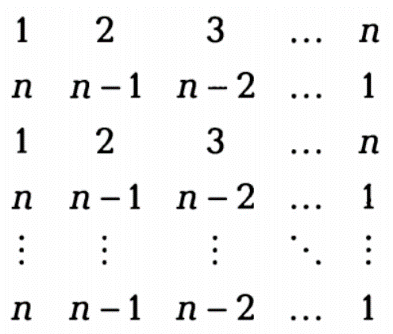 1 2 3 … n
n n−1 n−2 … 1
1 2 3 … n
n n−1 n−2 … 1
⋮ ⋮ ⋮ ⋱ ⋮
n n−1 n−2 … 1